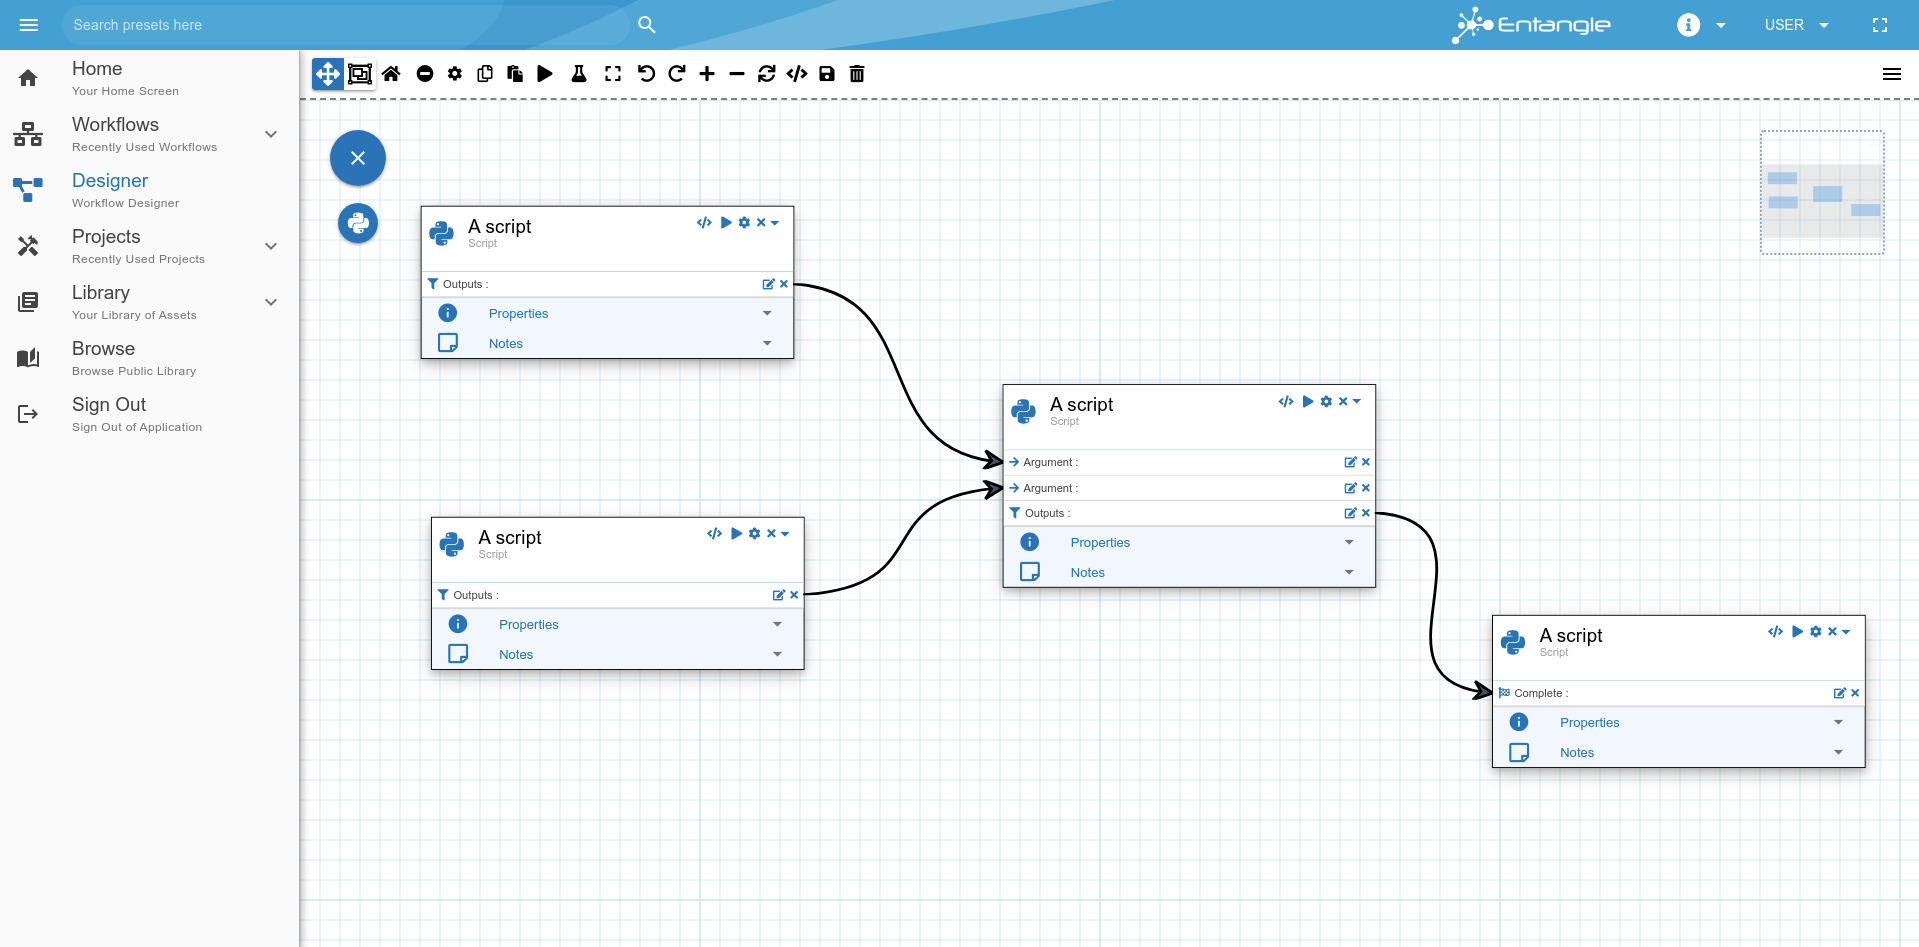 Search presets here
Entangle
USER
Home
Your Home Screen
Workflows
Recently Used Workflows
Designer
Workflow Designer
Projects
Recently Used Projects
Library
Your Library of Assets
Browse
Browse Public Library
Sign Out
Sign Out of Application
A script
Script
Outputs :
Properties
Notes
A script
Script
Outputs :
Properties
Notes
A script
Script
Argument :
Argument :
Outputs :
Properties
Notes
A script
Script
Complete :
Properties
Notes